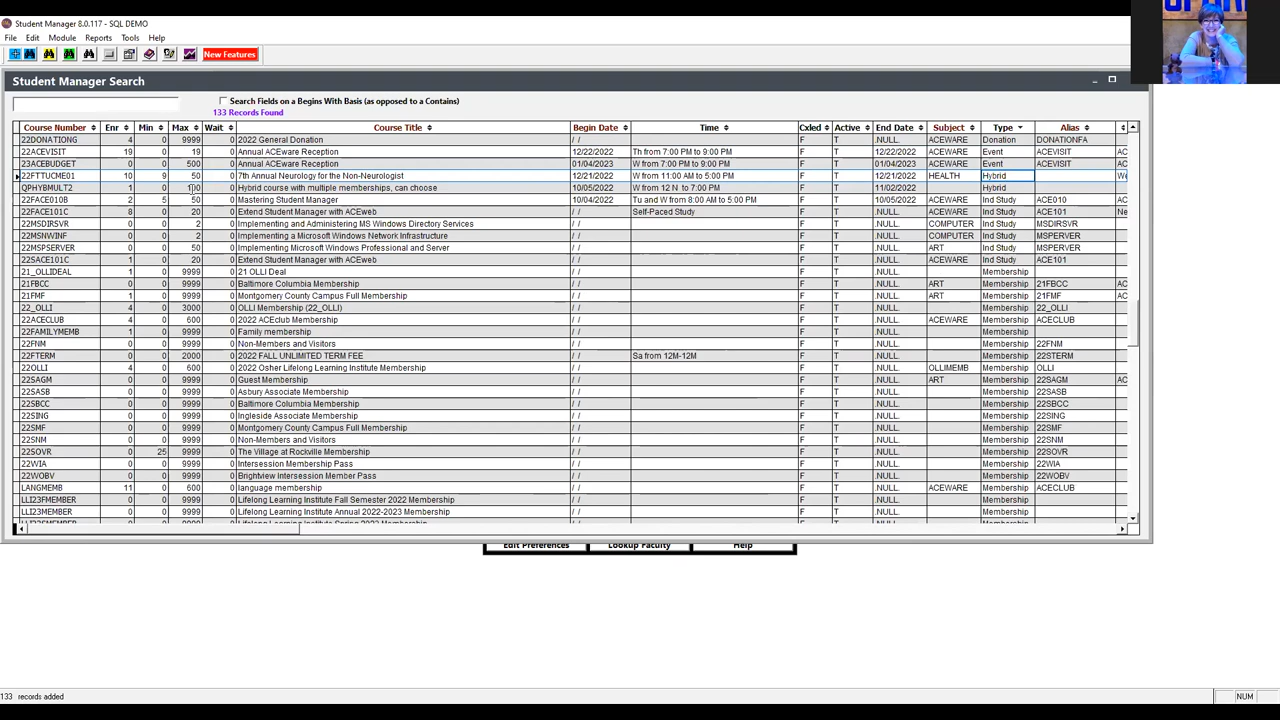 Student Manager 8.0.117 - SQL DEMO
File Edit Module Reports Tools Help
New Features
Student Manager Search
Search Fields on a Begins With Basis (as opposed to a Contains)
133 Records Found
Course Number Enr Min Max Wait Course Title Begin Date Time Cxled Active End Date Subject Type Alias
22DONATIONG 4 0 9999 0 2022 General Donation / / F T .NULL. ACEWARE Donation DONATIONFA
22ACEVISIT 19 0 19 0 Annual ACEware Reception 12/22/2022 Th from 7:00 PM to 9:00 PM F T 12/22/2022 ACEWARE Event ACEVISIT AC
23ACEBUDGET 0 0 500 0 Annual ACEware Reception 01/04/2023 W from 7:00 PM to 9:00 PM F T 01/04/2023 ACEWARE Event ACEVISIT AC
22FTTUCME01 10 9 50 0 7th Annual Neurology for the Non-Neurologist 12/21/2022 W from 11:00 AM to 5:00 PM F T 12/21/2022 HEALTH Hybrid We
QPHYBMULT2 1 0 100 0 Hybrid course with multiple memberships, can choose 10/05/2022 W from 12 N to 7:00 PM F T 11/02/2022 Hybrid
22FACE010B 2 5 50 0 Mastering Student Manager 10/04/2022 Tu and W from 8:00 AM to 5:00 PM F T 10/05/2022 ACEWARE Ind Study ACE010 AC
22FACE101C 8 0 20 0 Extend Student Manager with ACEweb / / Self-Paced Study F T .NULL. ACEWARE Ind Study ACE101 Ne
22MSDIRSVR 0 0 2 0 Implementing and Administering MS Windows Directory Services / / F T .NULL. COMPUTER Ind Study MSDIRSVR
22MSNWINF 0 0 2 0 Implementing a Microsoft Windows Network Infrastructure / / F T .NULL. COMPUTER Ind Study MSPERVER
22MSPSERVER 1 0 50 0 Implementing Microsoft Windows Professional and Server / / F T .NULL. ART Ind Study MSPERVER
22SACE101C 1 0 20 0 Extend Student Manager with ACEweb / / F T .NULL. ACEWARE Ind Study ACE101
21_OLLIDEAL 1 0 9999 0 21 OLLI Deal / / F T .NULL. Membership
21FBCC 0 0 9999 0 Baltimore Columbia Membership / / F T .NULL. ART Membership 21FBCC AC
21FMF 1 0 9999 0 Montgomery County Campus Full Membership / / F T .NULL. ART Membership 21FMF AC
22_OLLI 4 0 3000 0 OLLI Membership (22_OLLI) / / F T .NULL. Membership 22_OLLI
22ACECLUB 4 0 600 0 2022 ACEclub Membership / / F T .NULL. ACEWARE Membership ACECLUB
22FAMILYMEMB 0 0 9999 0 Family membership / / F T .NULL. Membership
22FNM 0 0 9999 0 Non-Members and Visitors / / F T .NULL. Membership 22FNM
22FTERM 0 0 2000 0 2022 FALL UNLIMITED TERM FEE / / Sa from 12M-12M F T .NULL. Membership 22STERM
22OLLI 4 0 600 0 2022 Osher Lifelong Learning Institute Membership / / F T .NULL. OLLIMEMB Membership OLLI
22SAGM 0 0 9999 0 Guest Membership / / F T .NULL. ART Membership 22SAGM AC
22SASB 0 0 9999 0 Asbury Associate Membership / / F T .NULL. Membership 22SASB
22SBCC 0 0 9999 0 Baltimore Columbia Membership / / F T .NULL. Membership 22SBCC
22SING 0 0 9999 0 Ingleside Associate Membership / / F T .NULL. Membership 22SING
22SMF 0 0 9999 0 Montgomery County Campus Full Membership / / F T .NULL. Membership 22SMF
22SNM 0 0 9999 0 Non-Members and Visitors / / F T .NULL. Membership 22SNM
22SOVR 0 25 9999 0 The Village at Rockville Membership / / F T .NULL. Membership 22SOVR
22WIA 0 0 9999 0 Intersession Membership Pass / / F T .NULL. Membership 22WIA
22WOBV 0 0 9999 0 Brightview Intersession Member Pass / / F T .NULL. Membership 22WOBV
LANGMEMB 11 0 600 0 language membership / / F T .NULL. ACEWARE Membership ACECLUB
LLI23FMEMBER 0 0 9999 0 Lifelong Learning Institute Fall Semester 2022 Membership / / F T .NULL. Membership
LLI23MEMBER 0 0 9999 0 Lifelong Learning Institute Annual 2022-2023 Membership / / F T .NULL. Membership
LLI23SMEMBER 0 0 9999 0 Lifelong Learning Institute Spring 2023 Membership / / F T .NULL. Membership
Edit Preferences Lookup Faculty Help
133 records added NUM